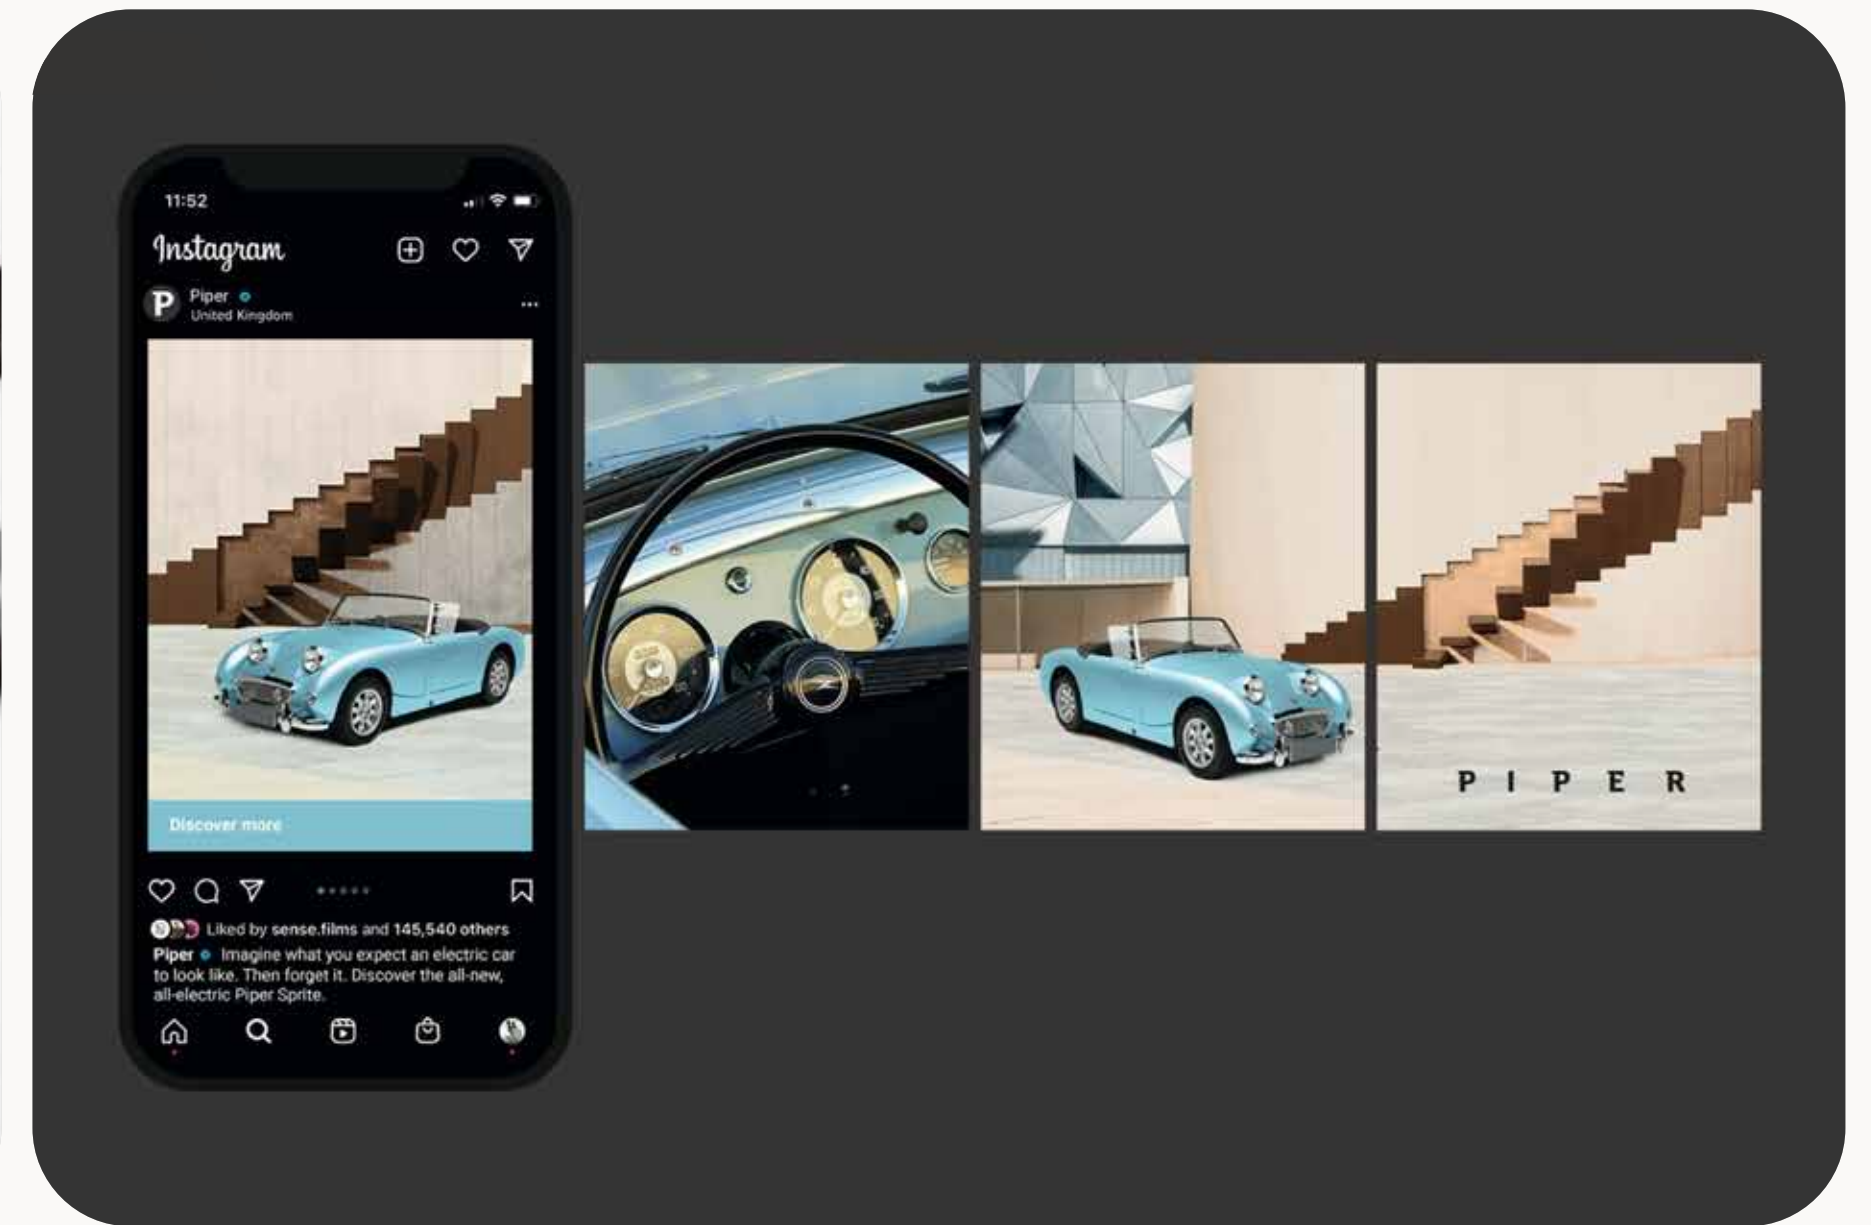 11:52
Instagram
P
Piper
United Kingdom
Discover more
Liked by sense.films and 145,540 others
Piper Imagine what you expect an electric car
to look like. Then forget it. Discover the all-new,
all-electric Piper Sprite.
PIPER